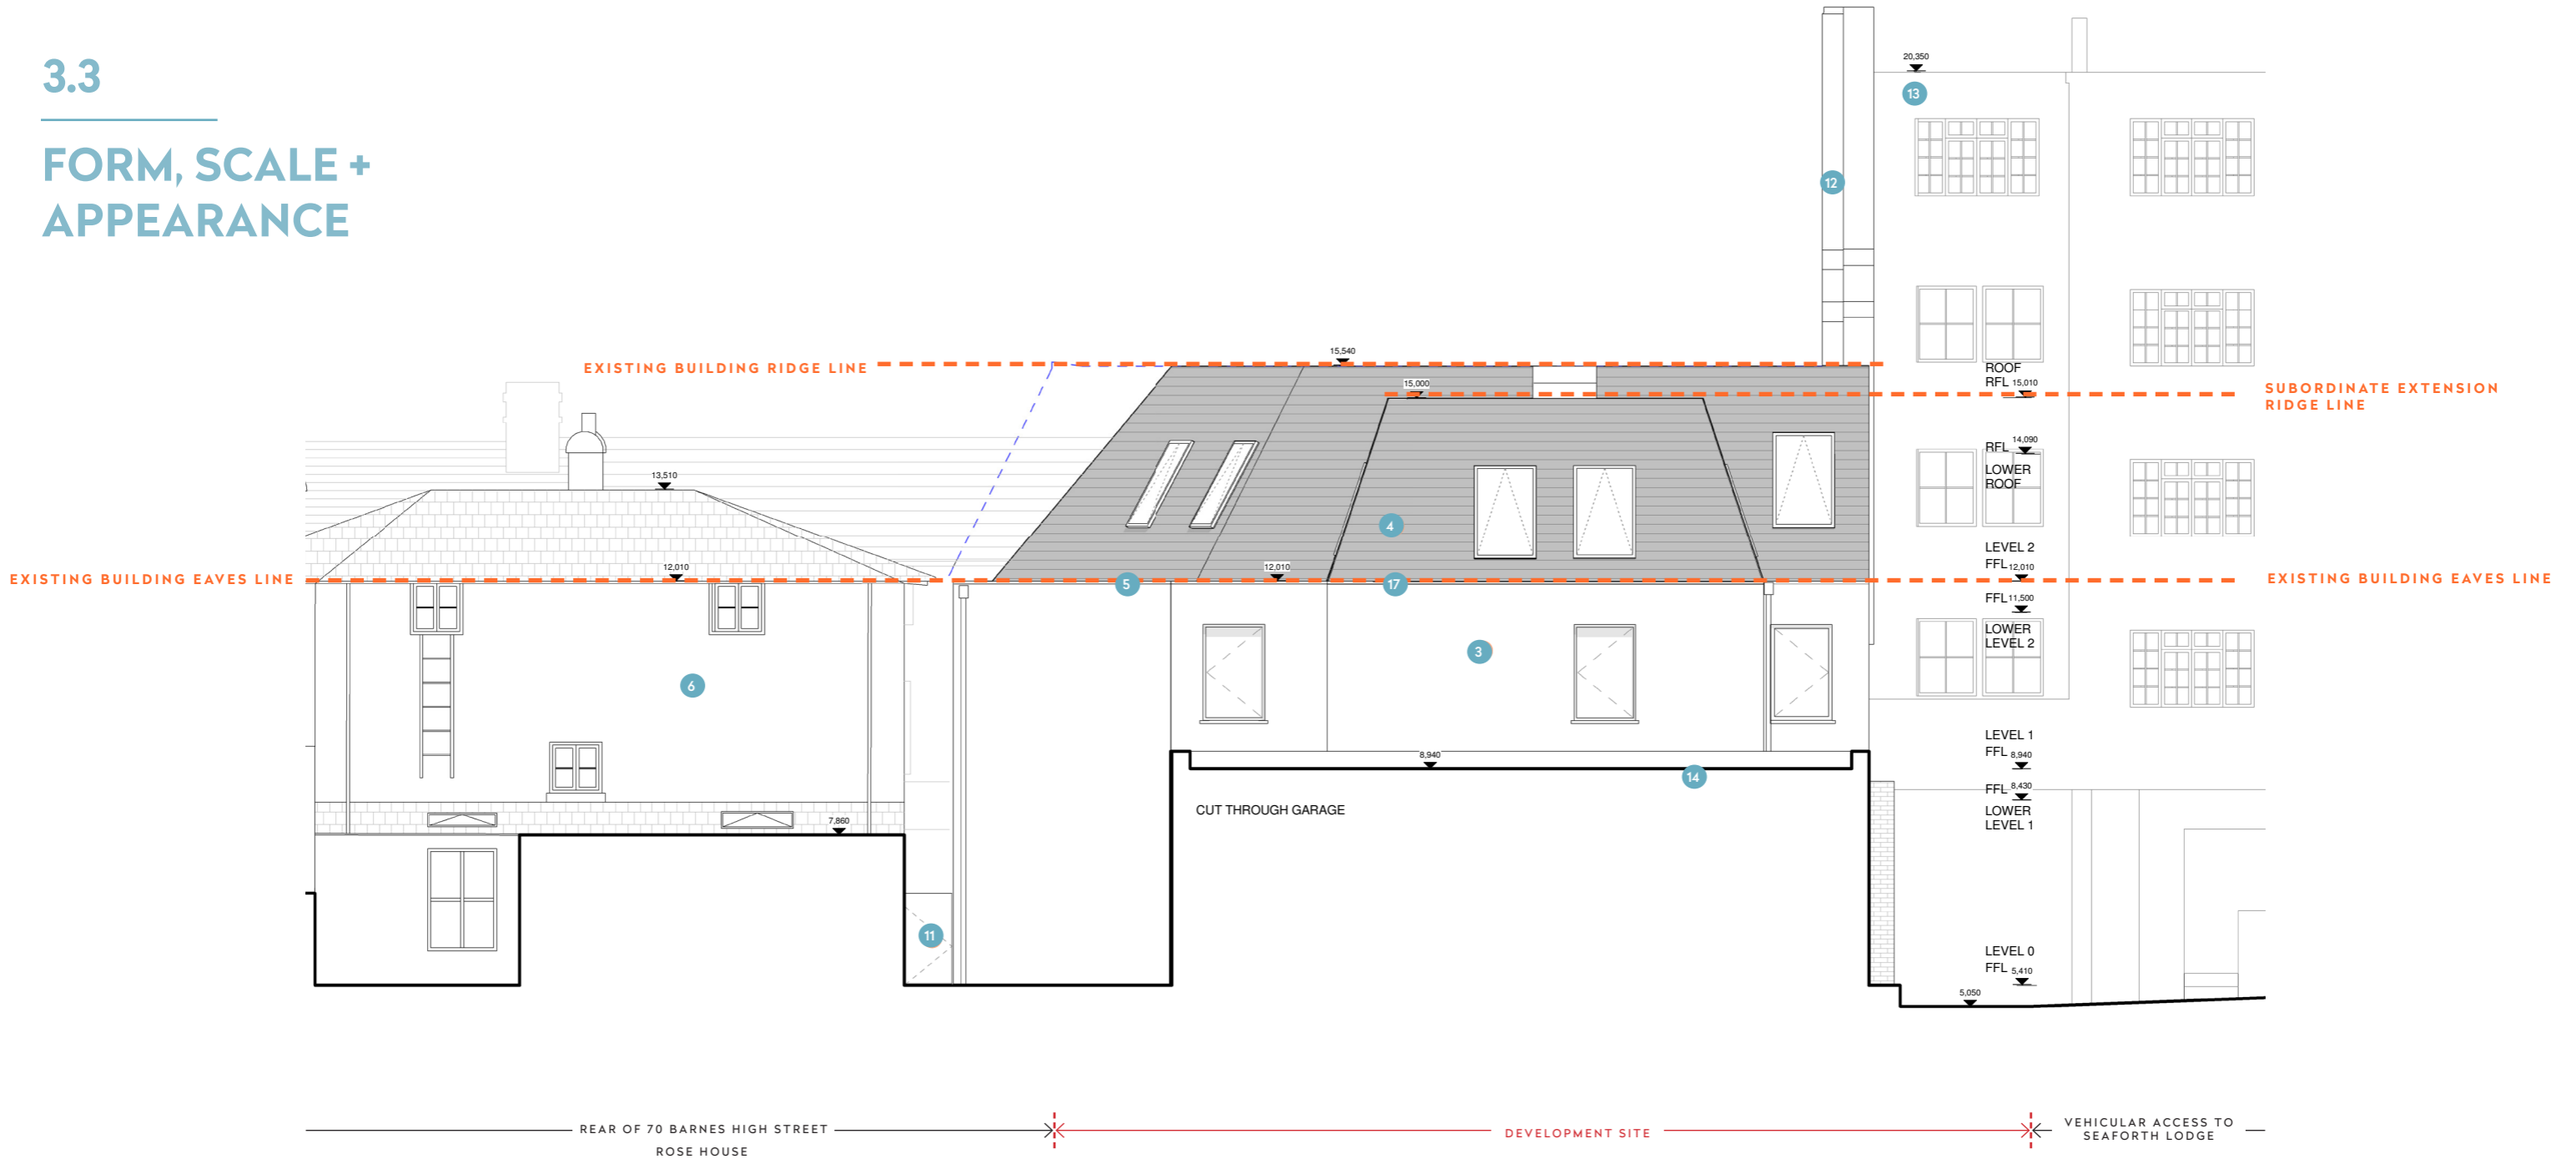 3.3
FORM, SCALE +
APPEARANCE
20,350
13
12
15,540
EXISTING BUILDING RIDGE LINE
ROOF
RFL 15,010
15,000
SUBORDINATE EXTENSION
RIDGE LINE
RFL 14,090
LOWER
ROOF
13,510
4
LEVEL 2
FFL 12,010
EXISTING BUILDING EAVES LINE
12,010
5
12,010
17
EXISTING BUILDING EAVES LINE
FFL 11,500
LOWER
LEVEL 2
3
6
LEVEL 1
FFL 8,940
8,940
14
FFL 8,430
LOWER
LEVEL 1
CUT THROUGH GARAGE
7,860
11
LEVEL 0
FFL 5,410
5,050
REAR OF 70 BARNES HIGH STREET
ROSE HOUSE
DEVELOPMENT SITE
VEHICULAR ACCESS TO
SEAFORTH LODGE